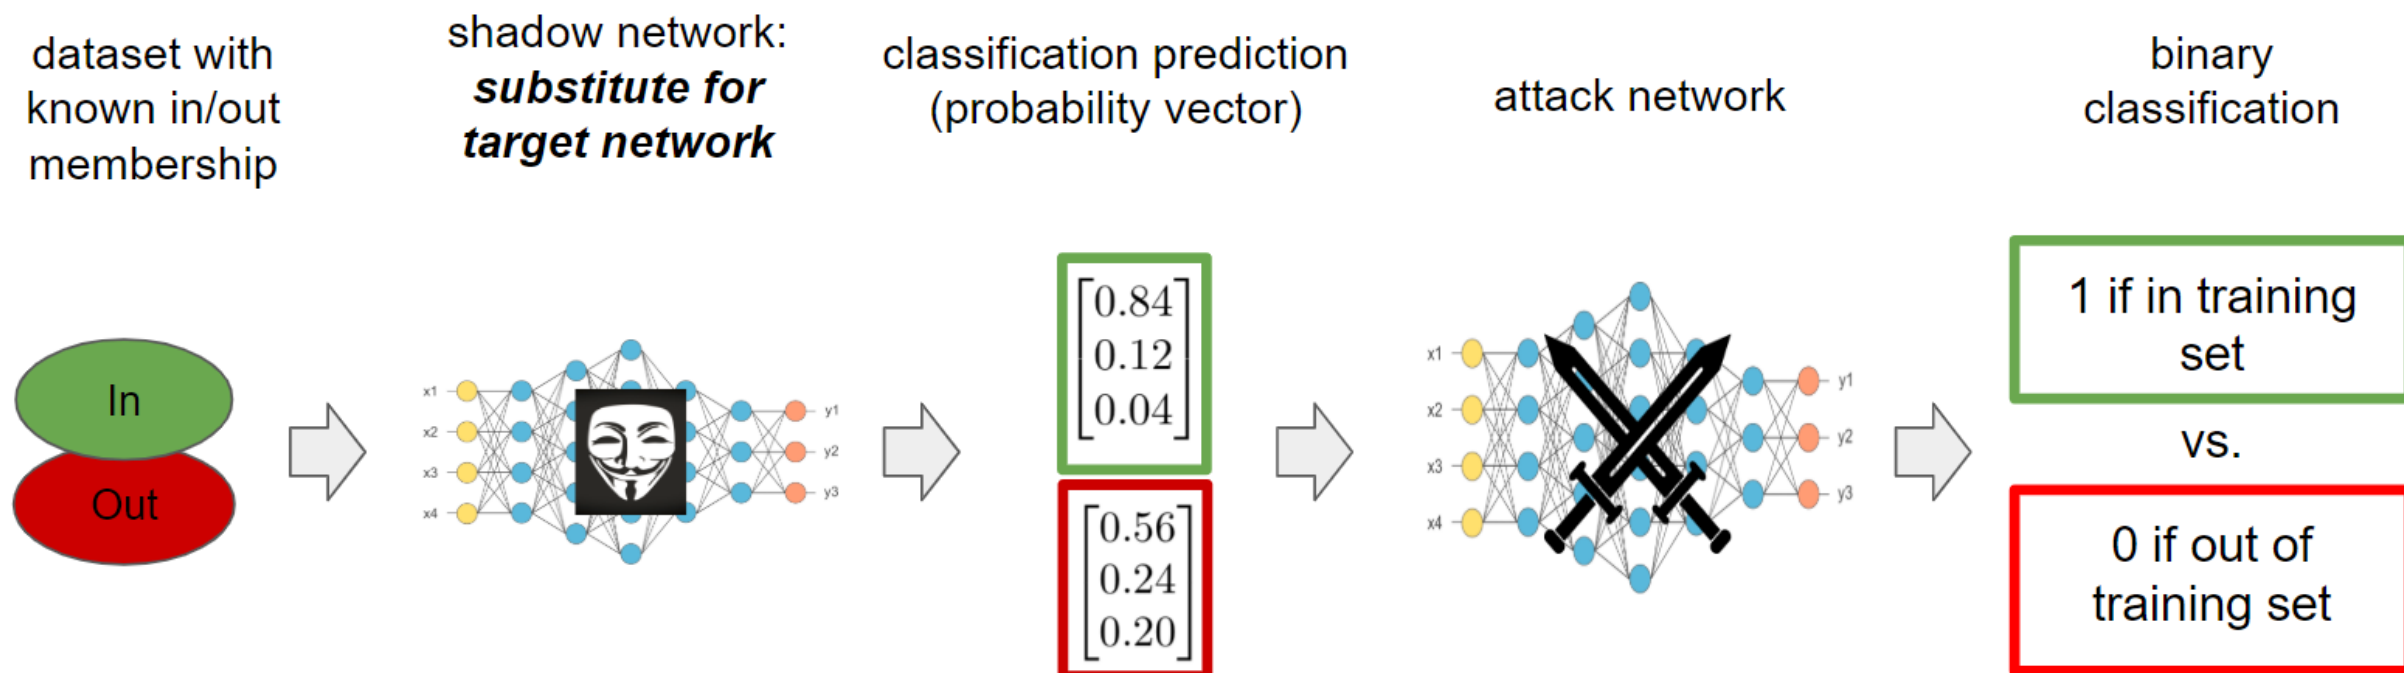 dataset with
known in/out
membership
shadow network:
substitute for
target network
classification prediction
(probability vector)
attack network
binary
classification
In
Out
x1
x2
x3
x4
y1
y2
y3
0.84
0.12
0.04
0.56
0.24
0.20
x1
x2
x3
x4
y1
y2
y3
1 if in training
set
vs.
0 if out of
training set